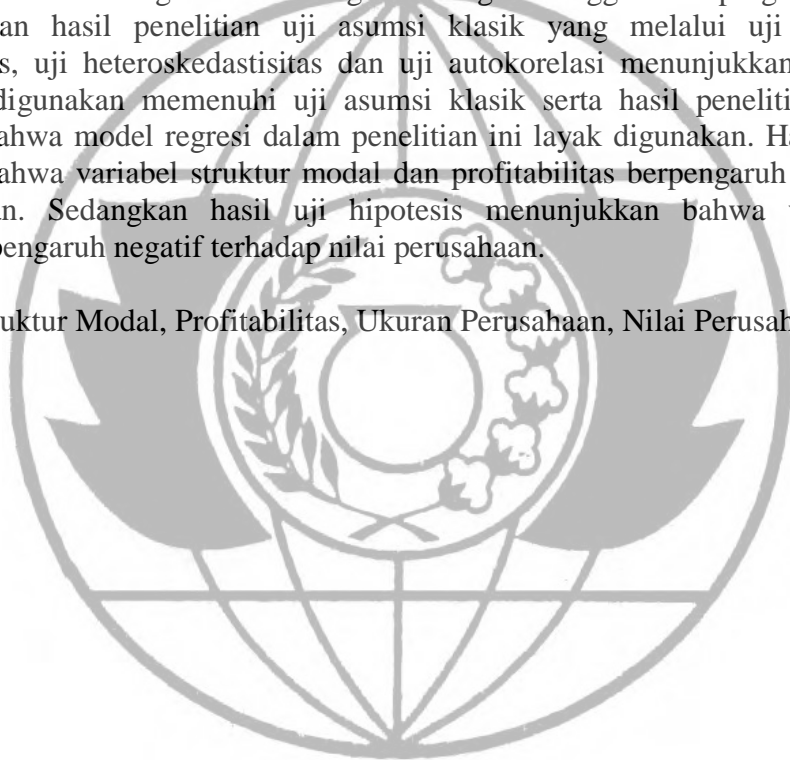 an hasil penelitian uji asumsi klasik yang melalui uji
s, uji heteroskedastisitas dan uji autokorelasi menunjukkan
digunakan memenuhi uji asumsi klasik serta hasil peneliti
ahwa model regresi dalam penelitian ini layak digunakan. Ha
ahwa variabel struktur modal dan profitabilitas berpengaruh
an. Sedangkan hasil uji hipotesis menunjukkan bahwa
pengaruh negatif terhadap nilai perusahaan.
uktur Modal, Profitabilitas, Ukuran Perusahaan, Nilai Perusah